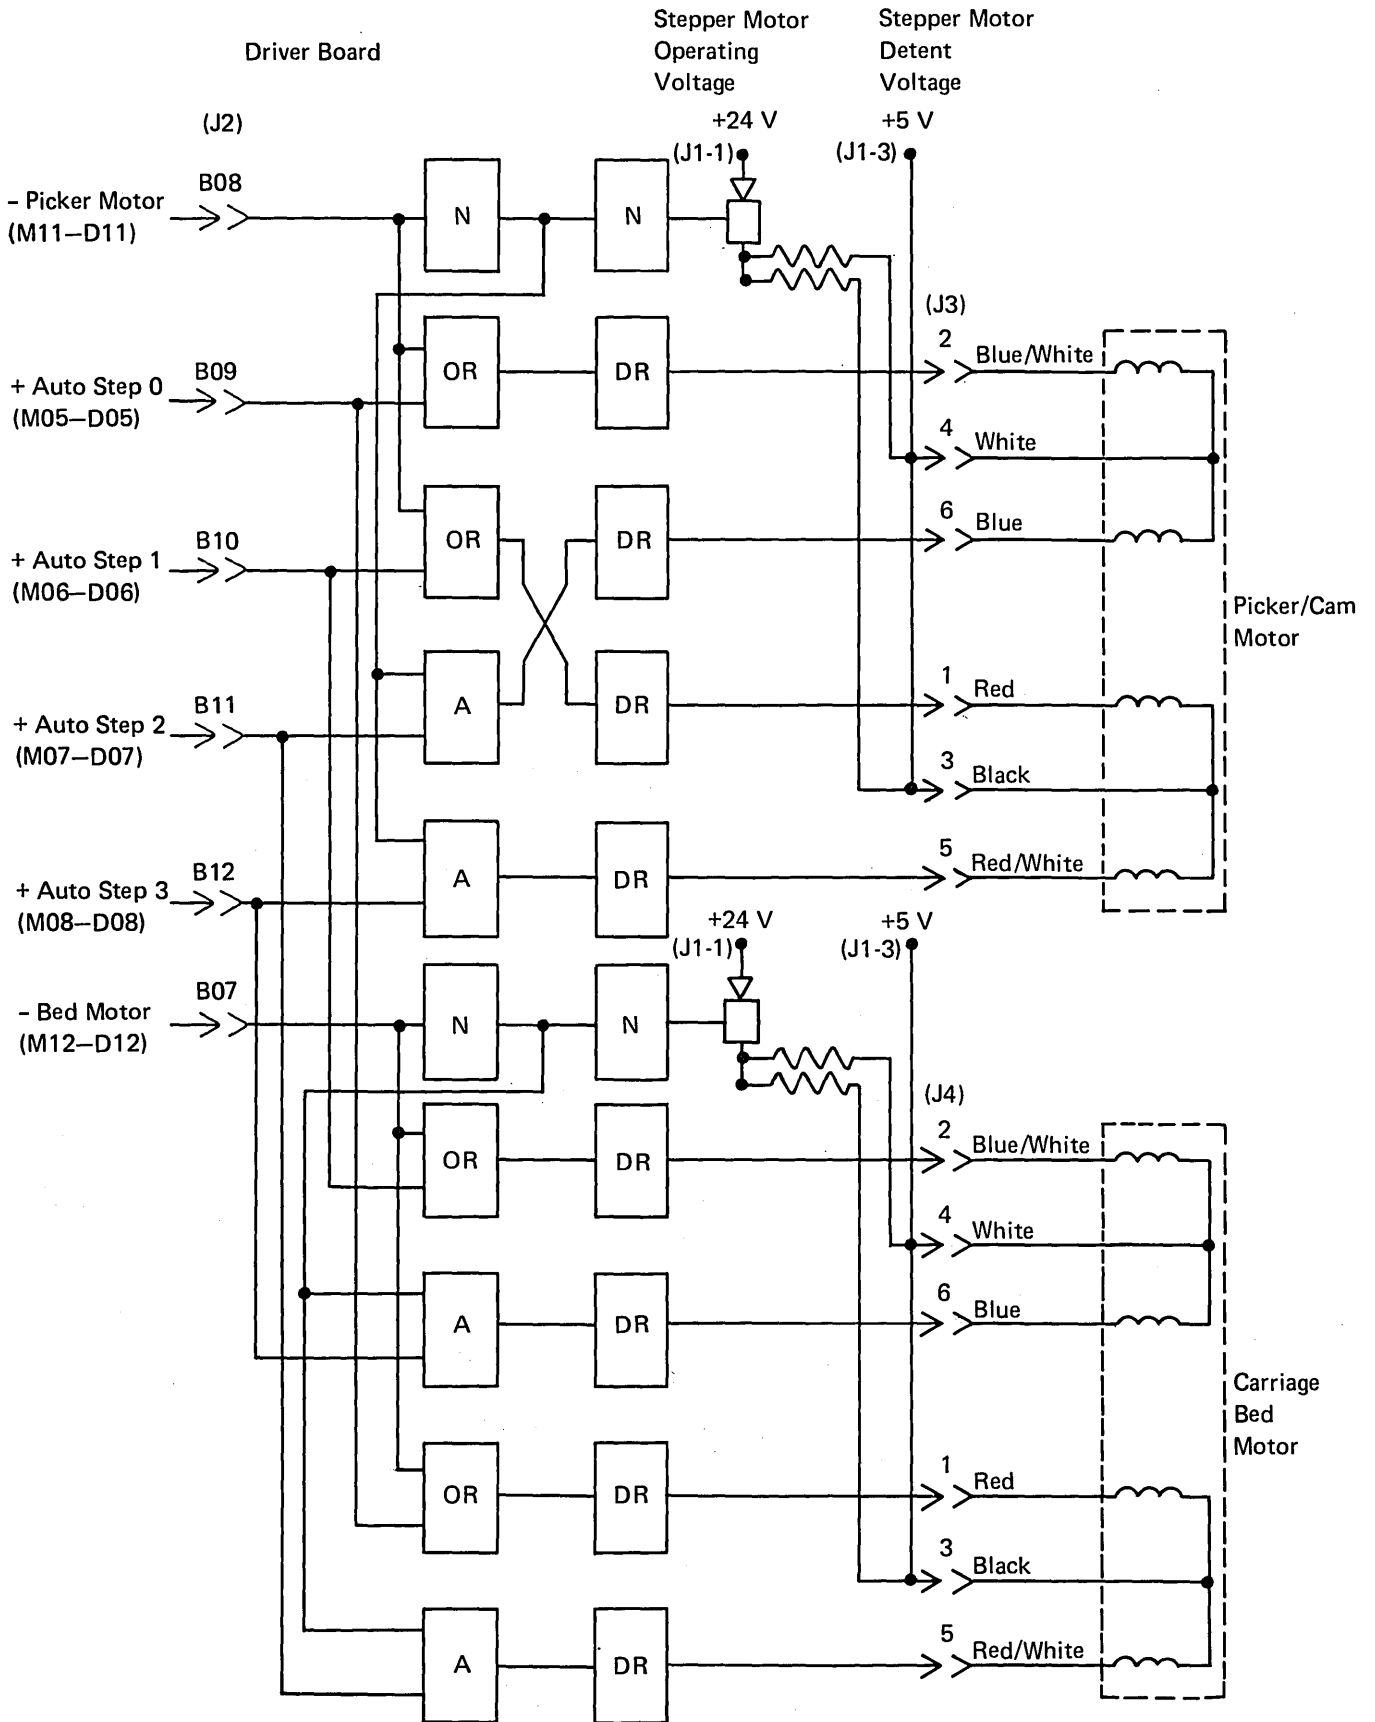 Driver Board
Stepper Motor
Operating
Voltage
Stepper Motor
Detent
Voltage
+24 V
(J1-1)
+5 V
(J1-3)
(J2)
– Picker Motor
(M11—D11)
B08
N
N
(J3)
+ Auto Step 0
(M05—D05)
B09
OR
DR
2
Blue/White
4
White
+ Auto Step 1
(M06—D06)
B10
OR
DR
6
Blue
Picker/Cam
Motor
+ Auto Step 2
(M07—D07)
B11
A
DR
1
Red
3
Black
+ Auto Step 3
(M08—D08)
B12
A
DR
5
Red/White
+24 V
(J1-1)
+5 V
(J1-3)
– Bed Motor
(M12—D12)
B07
N
N
(J4)
OR
DR
2
Blue/White
4
White
A
DR
6
Blue
Carriage
Bed
Motor
OR
DR
1
Red
3
Black
A
DR
5
Red/White